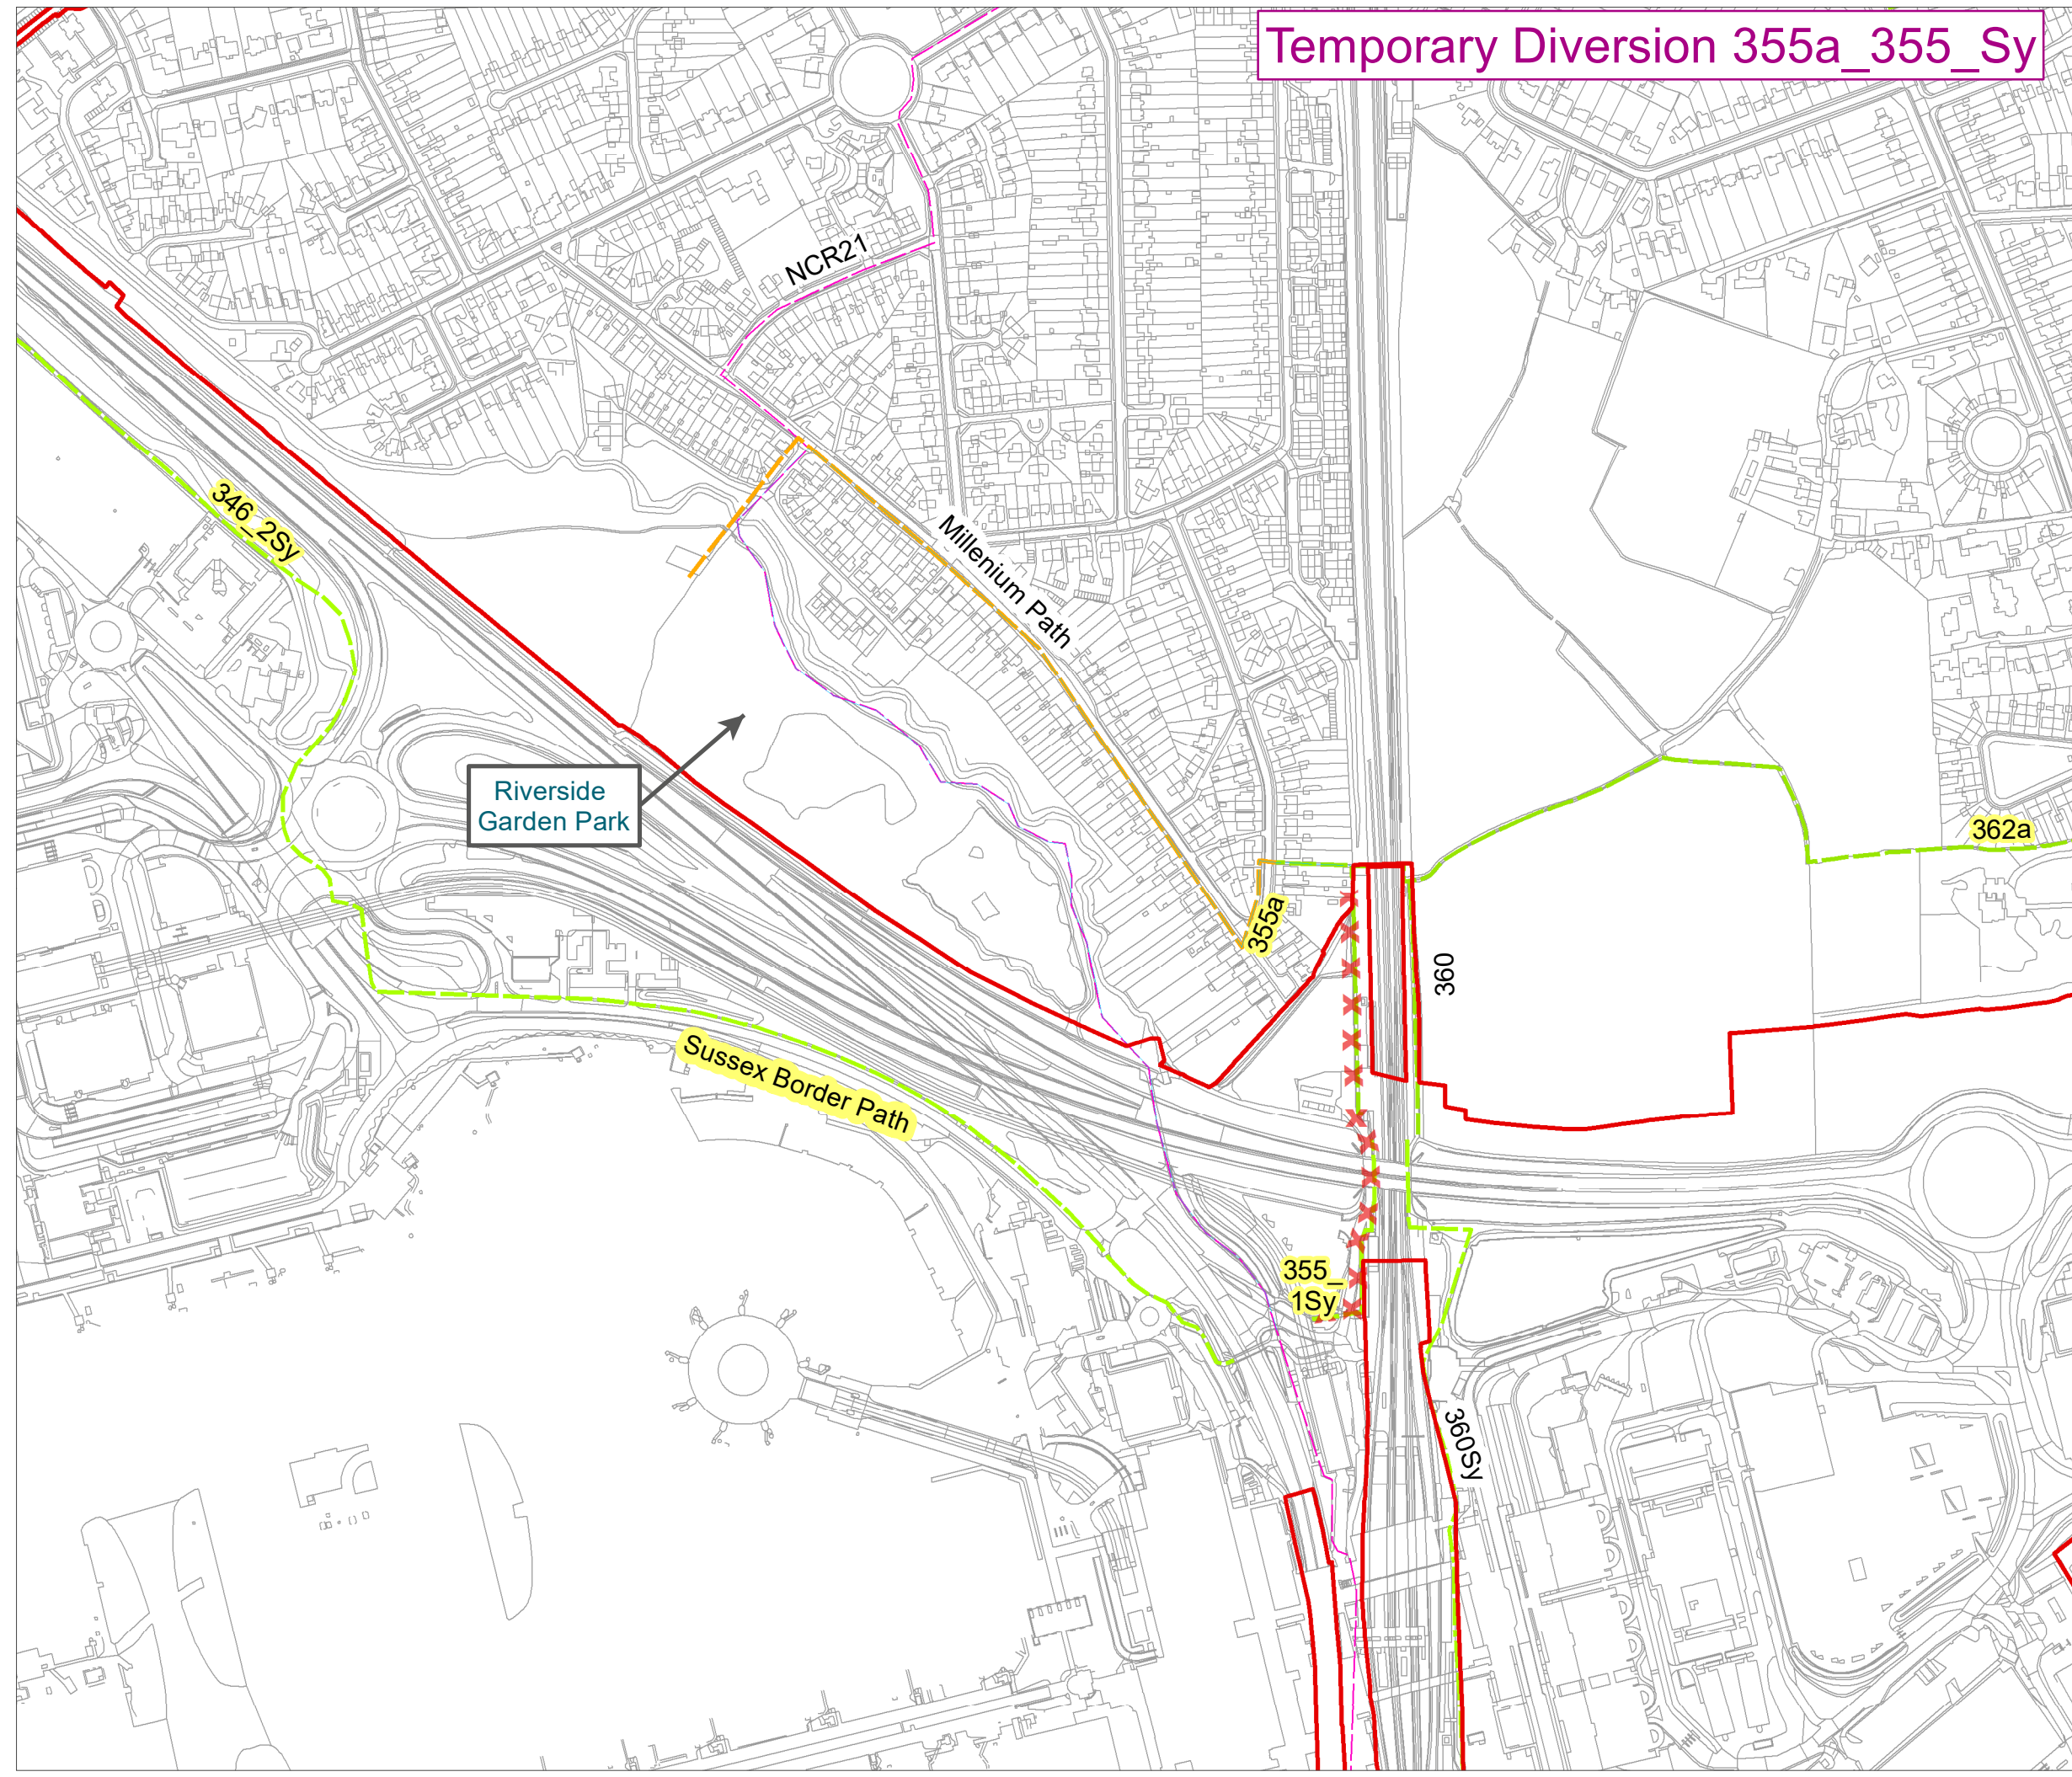 Temporary Diversion 355a_355_Sy
NCR21
346_2Sy
Millenium Path
Riverside
Garden Park
362a
355a
360
Sussex Border Path
355_
1Sy
360Sy